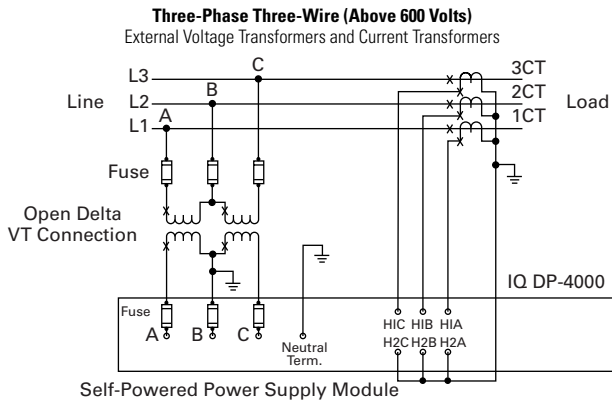 Three-Phase Three-Wire (Above 600 Volts)
External Voltage Transformers and Current Transformers
C
L3
3CT
B
2CT
Line
L2
Load
A
1CT
L1
Fuse
Open Delta
VT Connection
IQ DP-4000
Fuse
HIC HIB HIA
A B C
Neutral
Term.
H2C H2B H2A
Self-Powered Power Supply Module